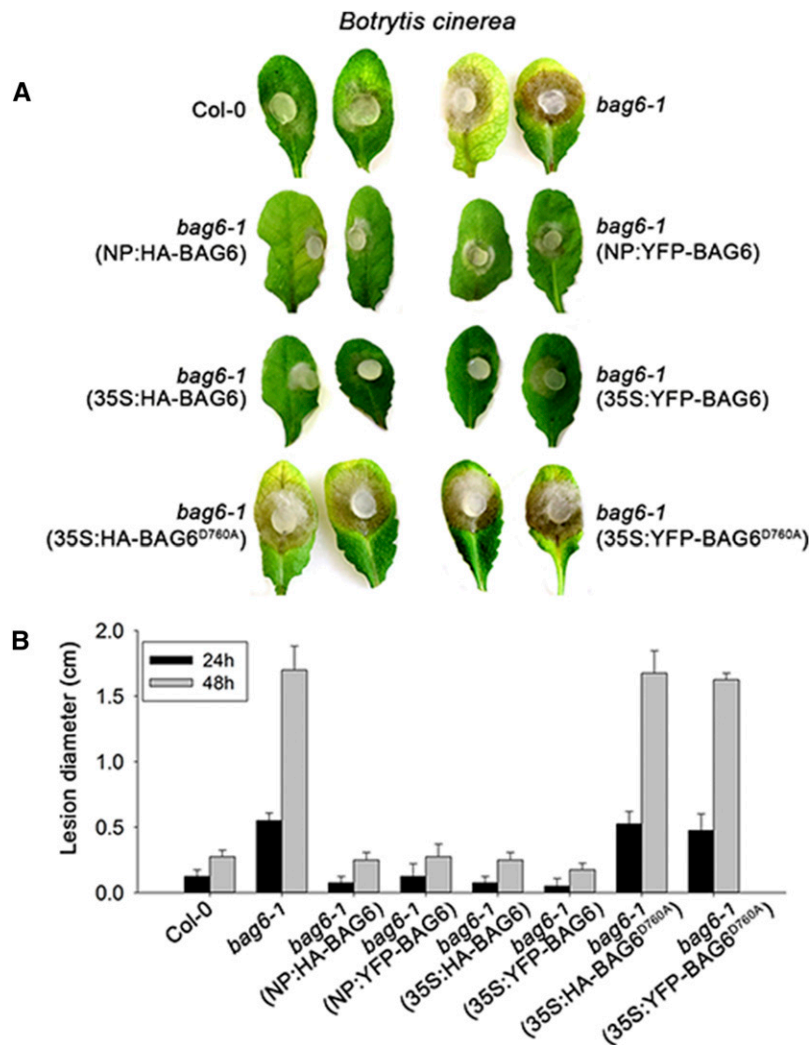 Botrytis cinerea
A
Col-0
bag6-1
bag6-1
(NP:HA-BAG6)
bag6-1
(NP:YFP-BAG6)
bag6-1
(35S:HA-BAG6)
bag6-1
(35S:YFP-BAG6)
bag6-1
(35S:HA-BAG6ᴰ⁷⁶⁰ᴬ)
bag6-1
(35S:YFP-BAG6ᴰ⁷⁶⁰ᴬ)
B
Lesion diameter (cm)
2.0
1.5
1.0
0.5
0.0
24h
48h
Col-0
bag6-1
bag6-1
(NP:HA-BAG6)
bag6-1
(NP:YFP-BAG6)
bag6-1
(35S:HA-BAG6)
bag6-1
(35S:YFP-BAG6)
bag6-1
(35S:HA-BAG6ᴰ⁷⁶⁰ᴬ)
bag6-1
(35S:YFP-BAG6ᴰ⁷⁶⁰ᴬ)